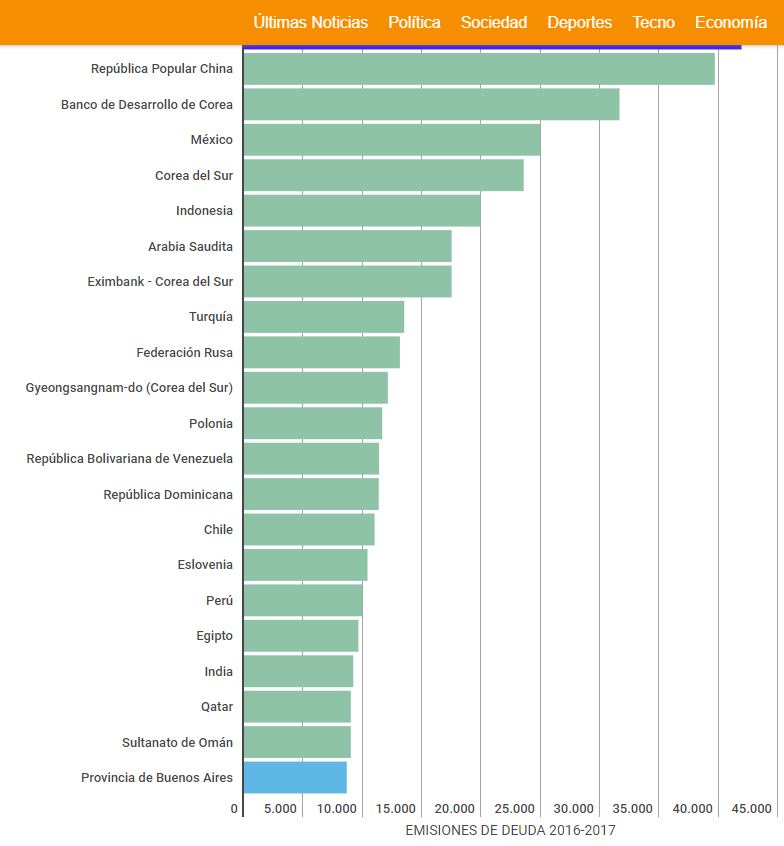 Últimas Noticias Política Sociedad Deportes Tecno Economía
República Popular China
Banco de Desarrollo de Corea
México
Corea del Sur
Indonesia
Arabia Saudita
Eximbank - Corea del Sur
Turquía
Federación Rusa
Gyeongsangnam-do (Corea del Sur)
Polonia
República Bolivariana de Venezuela
República Dominicana
Chile
Eslovenia
Perú
Egipto
India
Qatar
Sultanato de Omán
Provincia de Buenos Aires
0 5.000 10.000 15.000 20.000 25.000 30.000 35.000 40.000 45.000
EMISIONES DE DEUDA 2016-2017